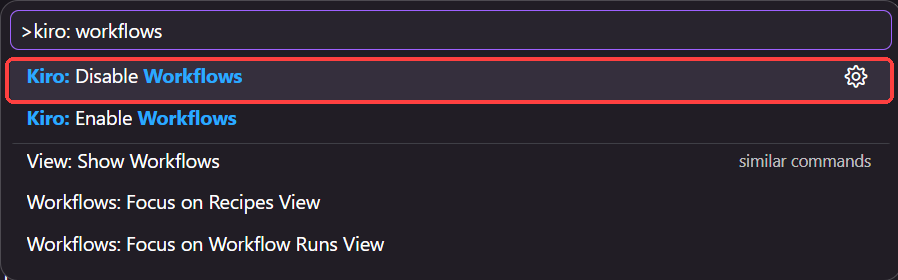 >kiro: workflows
Kiro: Disable Workflows
Kiro: Enable Workflows
View: Show Workflows similar commands
Workflows: Focus on Recipes View
Workflows: Focus on Workflow Runs View